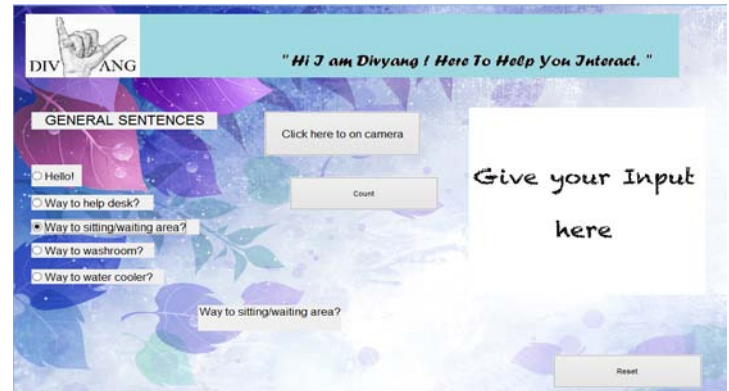 DIV ANG
" Hi I am Divyang ! Here To Help You Interact. "
GENERAL SENTENCES
Click here to on camera
Give your Input
here
Hello!
Count
Way to help desk?
Way to sitting/waiting area?
Way to washroom?
Way to water cooler?
Way to sitting/waiting area?
Reset